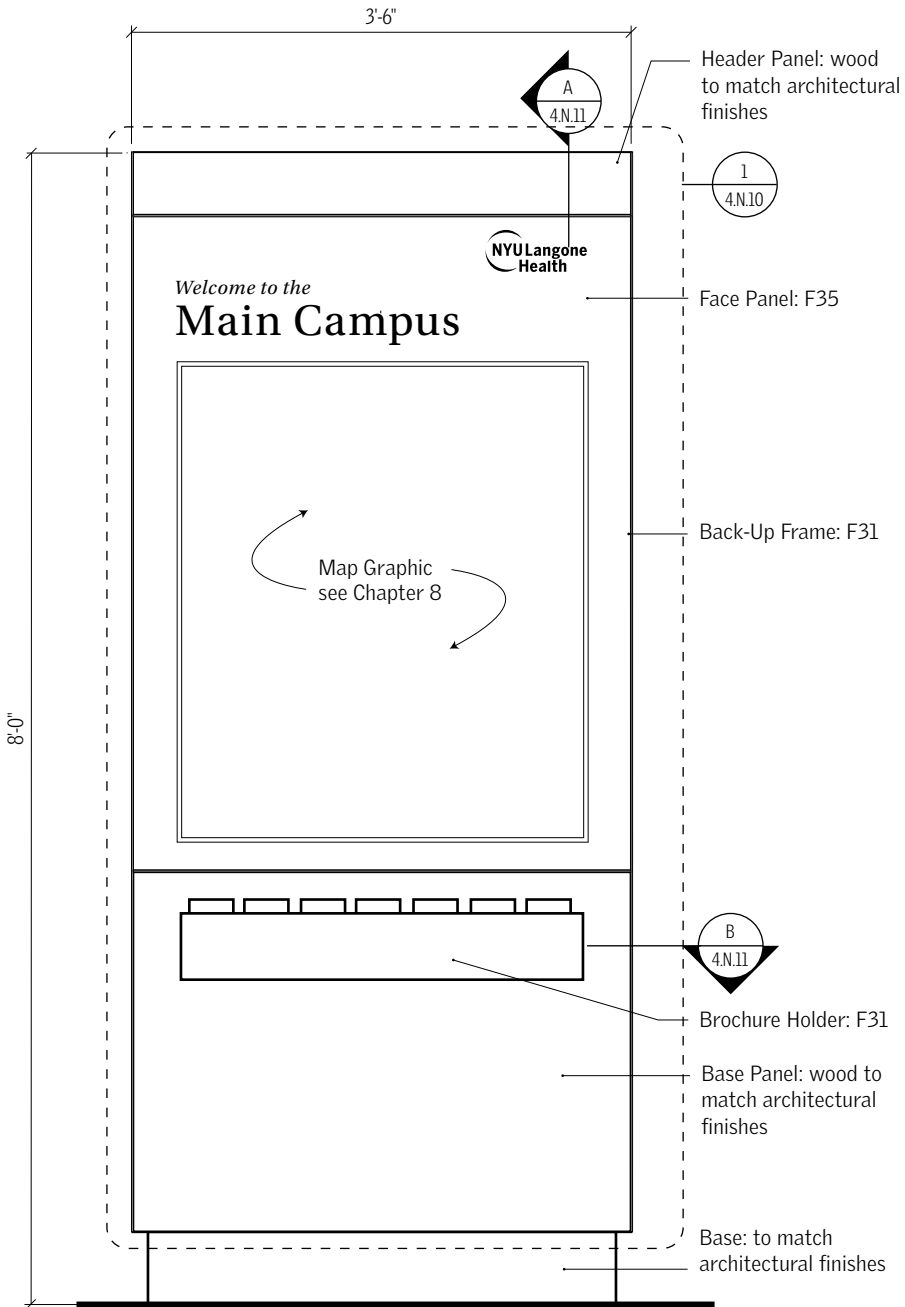 3'-6"
Header Panel: wood
to match architectural
finishes
A
4.N.11
1
4.N.10
NYU Langone
Health
Welcome to the
Main Campus
Face Panel: F35
Back-Up Frame: F31
Map Graphic
see Chapter 8
8'-0"
B
4.N.11
Brochure Holder: F31
Base Panel: wood to
match architectural
finishes
Base: to match
architectural finishes